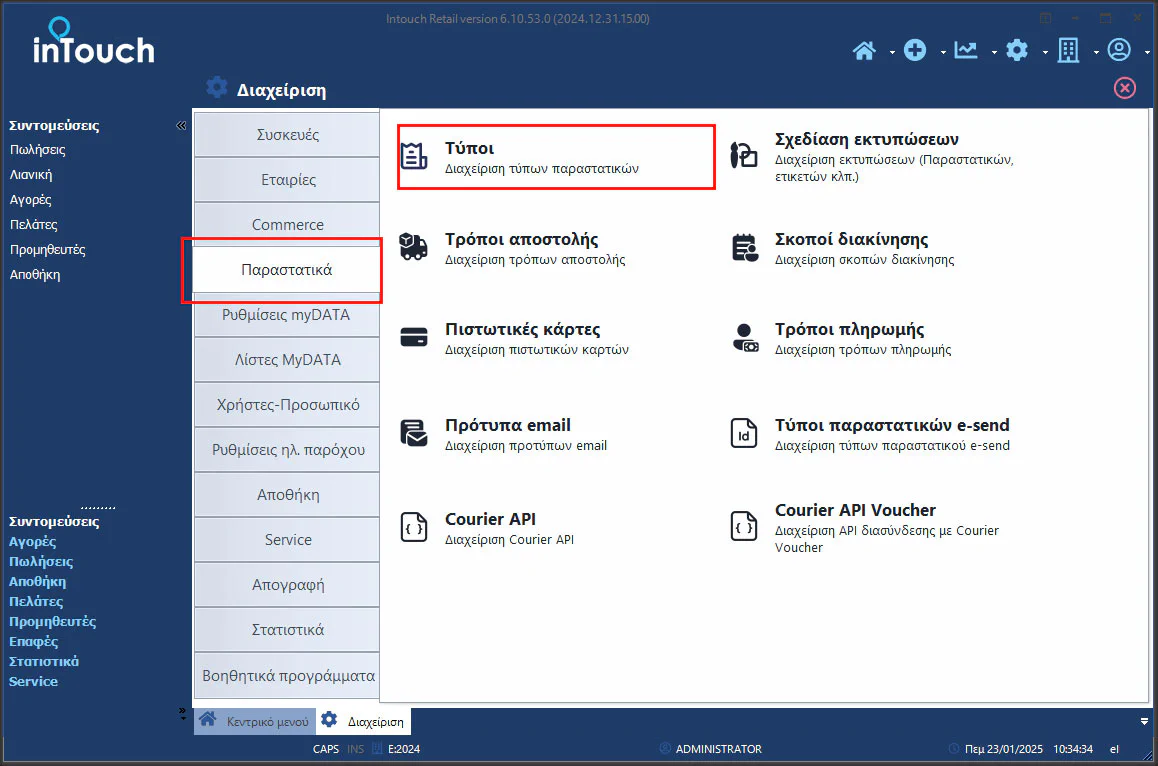 Intouch Retail version 6.10.53.0 (2024.12.31.15.00)
inTouch
Διαχείριση
Συντομεύσεις
Πωλήσεις
Λιανική
Αγορές
Πελάτες
Προμηθευτές
Αποθήκη
Συντομεύσεις
Αγορές
Πωλήσεις
Αποθήκη
Πελάτες
Προμηθευτές
Επαφές
Στατιστικά
Service
Συσκευές
Εταιρίες
Commerce
Παραστατικά
Ρυθμίσεις myDATA
Λίστες MyDATA
Χρήστες-Προσωπικό
Ρυθμίσεις ηλ. παρόχου
Αποθήκη
Service
Απογραφή
Στατιστικά
Βοηθητικά προγράμματα
Τύποι
Διαχείριση τύπων παραστατικών
Σχεδίαση εκτυπώσεων
Διαχείριση εκτυπώσεων (Παραστατικών,
ετικετών κλπ.)
Τρόποι αποστολής
Διαχείριση τρόπων αποστολής
Σκοποί διακίνησης
Διαχείριση σκοπών διακίνησης
Πιστωτικές κάρτες
Διαχείριση πιστωτικών καρτών
Τρόποι πληρωμής
Διαχείριση τρόπων πληρωμής
Πρότυπα email
Διαχείριση προτύπων email
Id
Τύποι παραστατικών e-send
Διαχείριση τύπων παραστατικού e-send
Courier API
Διαχείριση Courier API
Courier API Voucher
Διαχείριση API διασύνδεσης με Courier
Voucher
Κεντρικό μενού
Διαχείριση
CAPS INS E:2024 ADMINISTRATOR Πεμ 23/01/2025 10:34:34 el